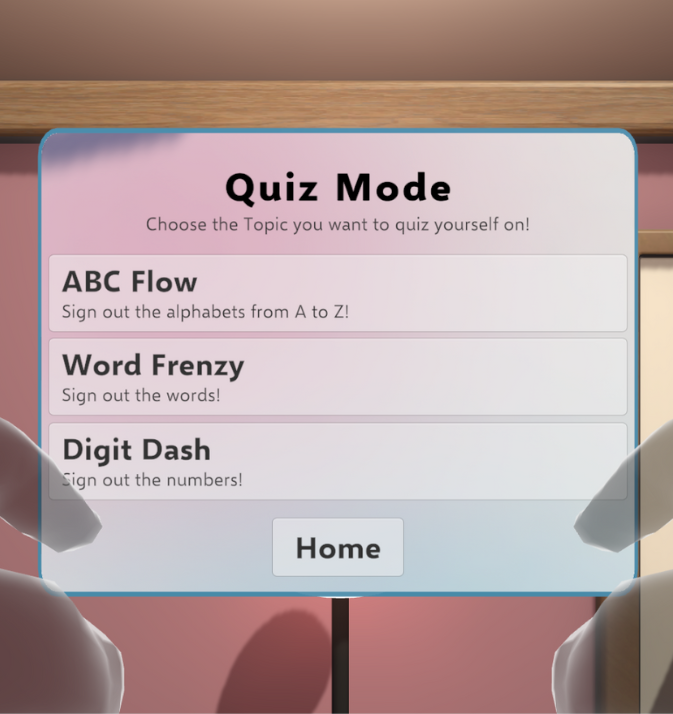 Quiz Mode
Choose the Topic you want to quiz yourself on!
ABC Flow
Sign out the alphabets from A to Z!
Word Frenzy
Sign out the words!
Digit Dash
Sign out the numbers!
Home